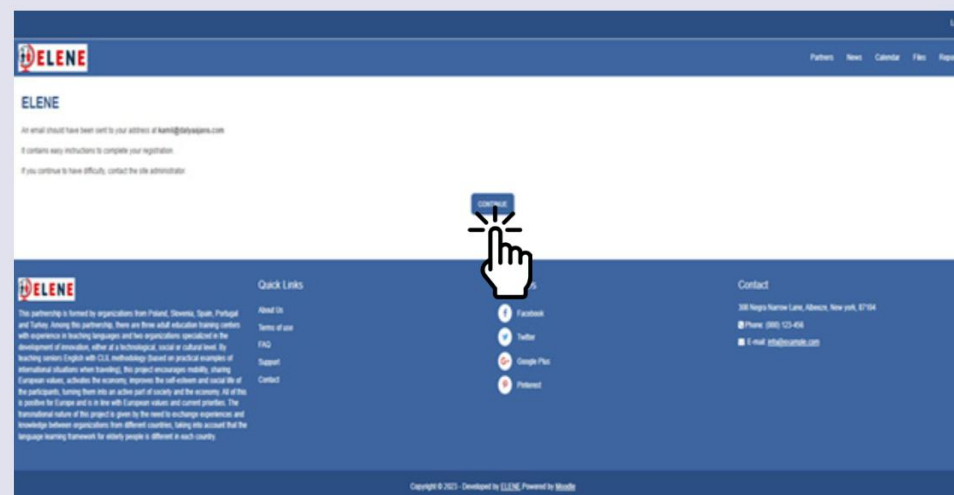 ELENE
Partners News Calendar Files
ELENE
An email should have been sent to your address at
It contains easy instructions to complete your registration.
If you continue to have difficulty, contact the site administrator.
CONTINUE
ELENE
This partnership is formed by organizations from Poland, Slovenia, Spain, Portugal
and Turkey. Among this partnership, there are three adult education training centers
with experience in teaching languages and two organizations specialized in the
development of innovation, either at a technological, social or cultural level. By
teaching seniors English with CLIL methodology (based on practical examples of
international situations when traveling), this project encourages mobility, sharing
European values, activates the economy, improves the self-esteem and social life of
the participants, turning them into an active part of society and the economy. All of this
is positive for Europe and is in line with European values and current priorities. The
transnational nature of this project is given by the need to exchange experiences and
knowledge between organizations from different countries, taking into account that the
language learning framework for elderly people is different in each country.
Quick Links
About Us
Terms of use
FAQ
Support
Contact
Facebook
Twitter
Google Plus
Pinterest
Contact
Narrow Lane, New york, 87104
Phone: (000) 123-456
E-mail: info@example.com
Copyright © 2023 - Developed by ELENE. Powered by Moodle